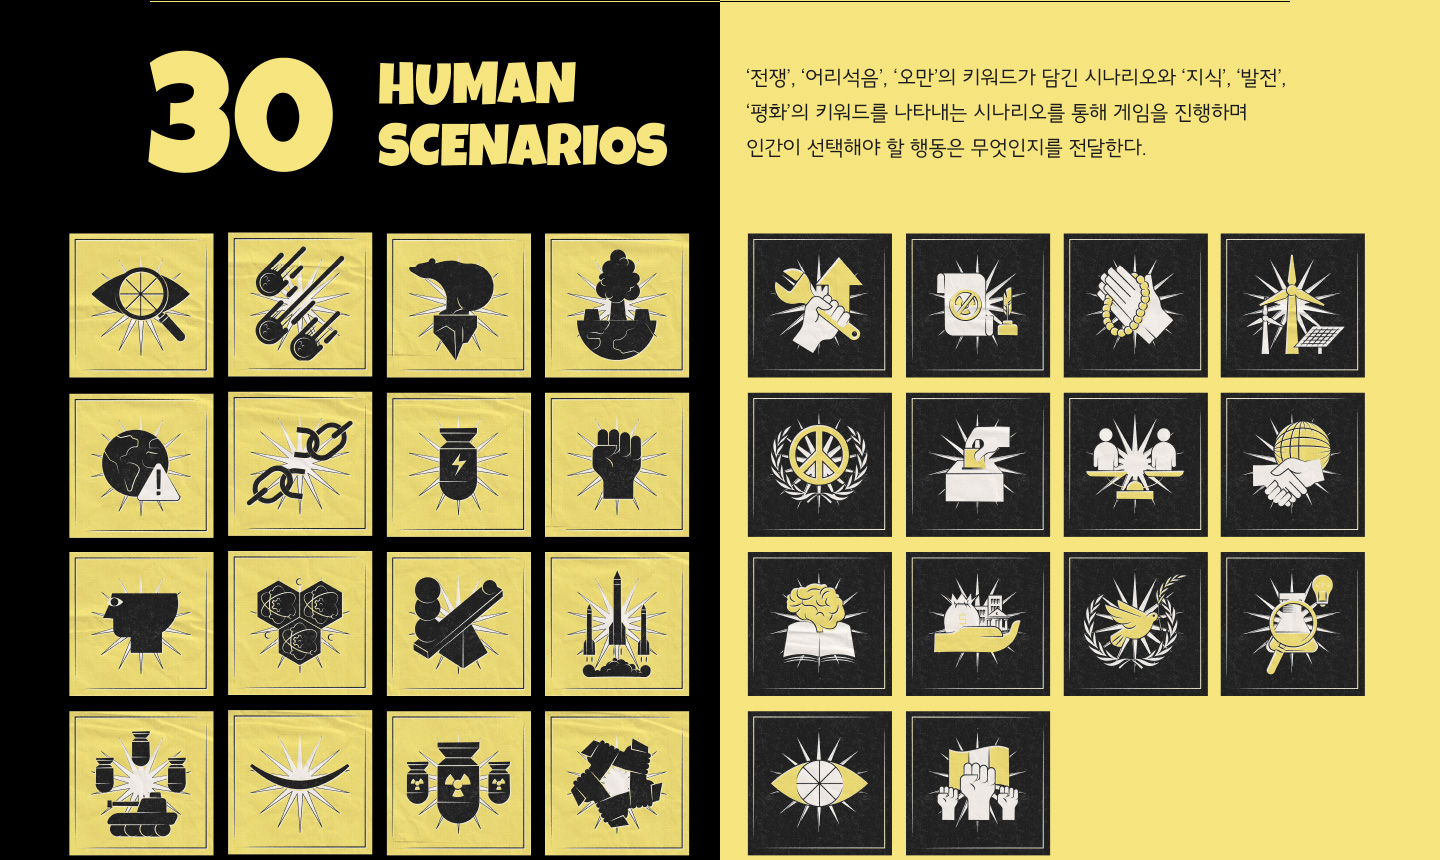 30
HUMAN
SCENARIOS
‘전쟁’, ‘어리석음’, ‘오만’의 키워드가 담긴 시나리오와 ‘지식’, ‘발전’,
‘평화’의 키워드를 나타내는 시나리오를 통해 게임을 진행하며
인간이 선택해야 할 행동은 무엇인지를 전달한다.